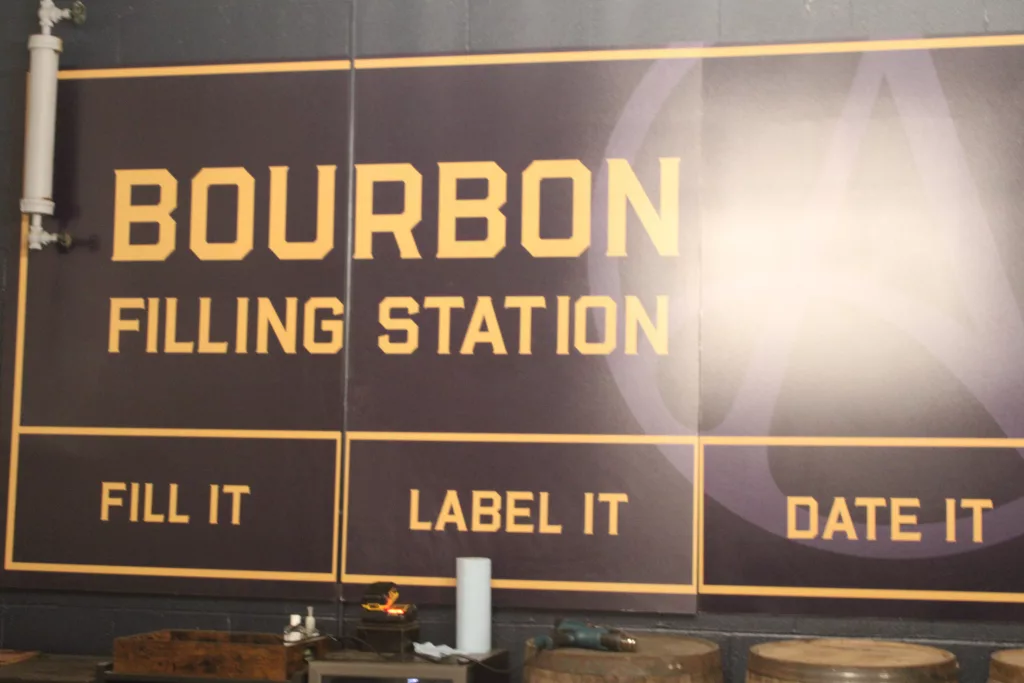 BOURBON
FILLING STATION
FILL IT
LABEL IT
DATE IT